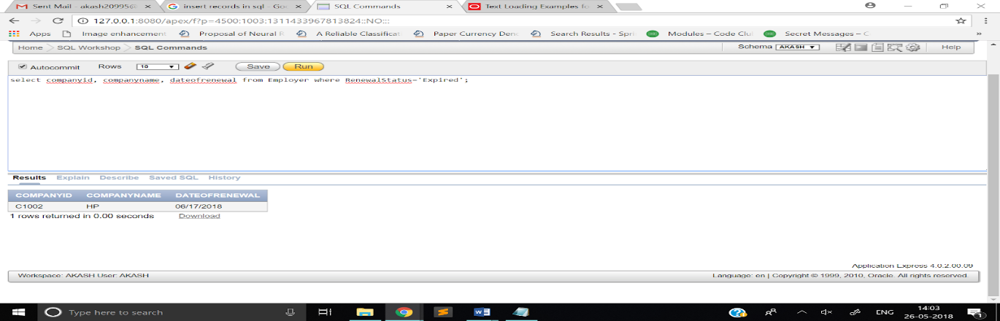 Sent Mail - akash20995@
insert records in sql - Goo
SQL Commands
Text Loading Examples fo
127.0.0.1:8080/apex/f?p=4500:1003:1311433967813824::NO:::
Apps Image enhancement Proposal of Neural R A Reliable Classificat Paper Currency Deno Search Results - Spri Modules – Code Clu Secret Messages – C »
Home SQL Workshop SQL Commands Schema AKASH Help
Autocommit Rows 10 Save Run
select companyid, companyname, dateofrenewal from Employer where RenewalStatus='Expired';
Results Explain Describe Saved SQL History
COMPANYID COMPANYNAME DATEOFRENEWAL
C1002 HP 06/17/2018
1 rows returned in 0.00 seconds Download
Application Express 4.0.2.00.09
Workspace: AKASH User: AKASH Language: en | Copyright © 1999, 2010, Oracle. All rights reserved.
Type here to search ENG 14:03
26-05-2018